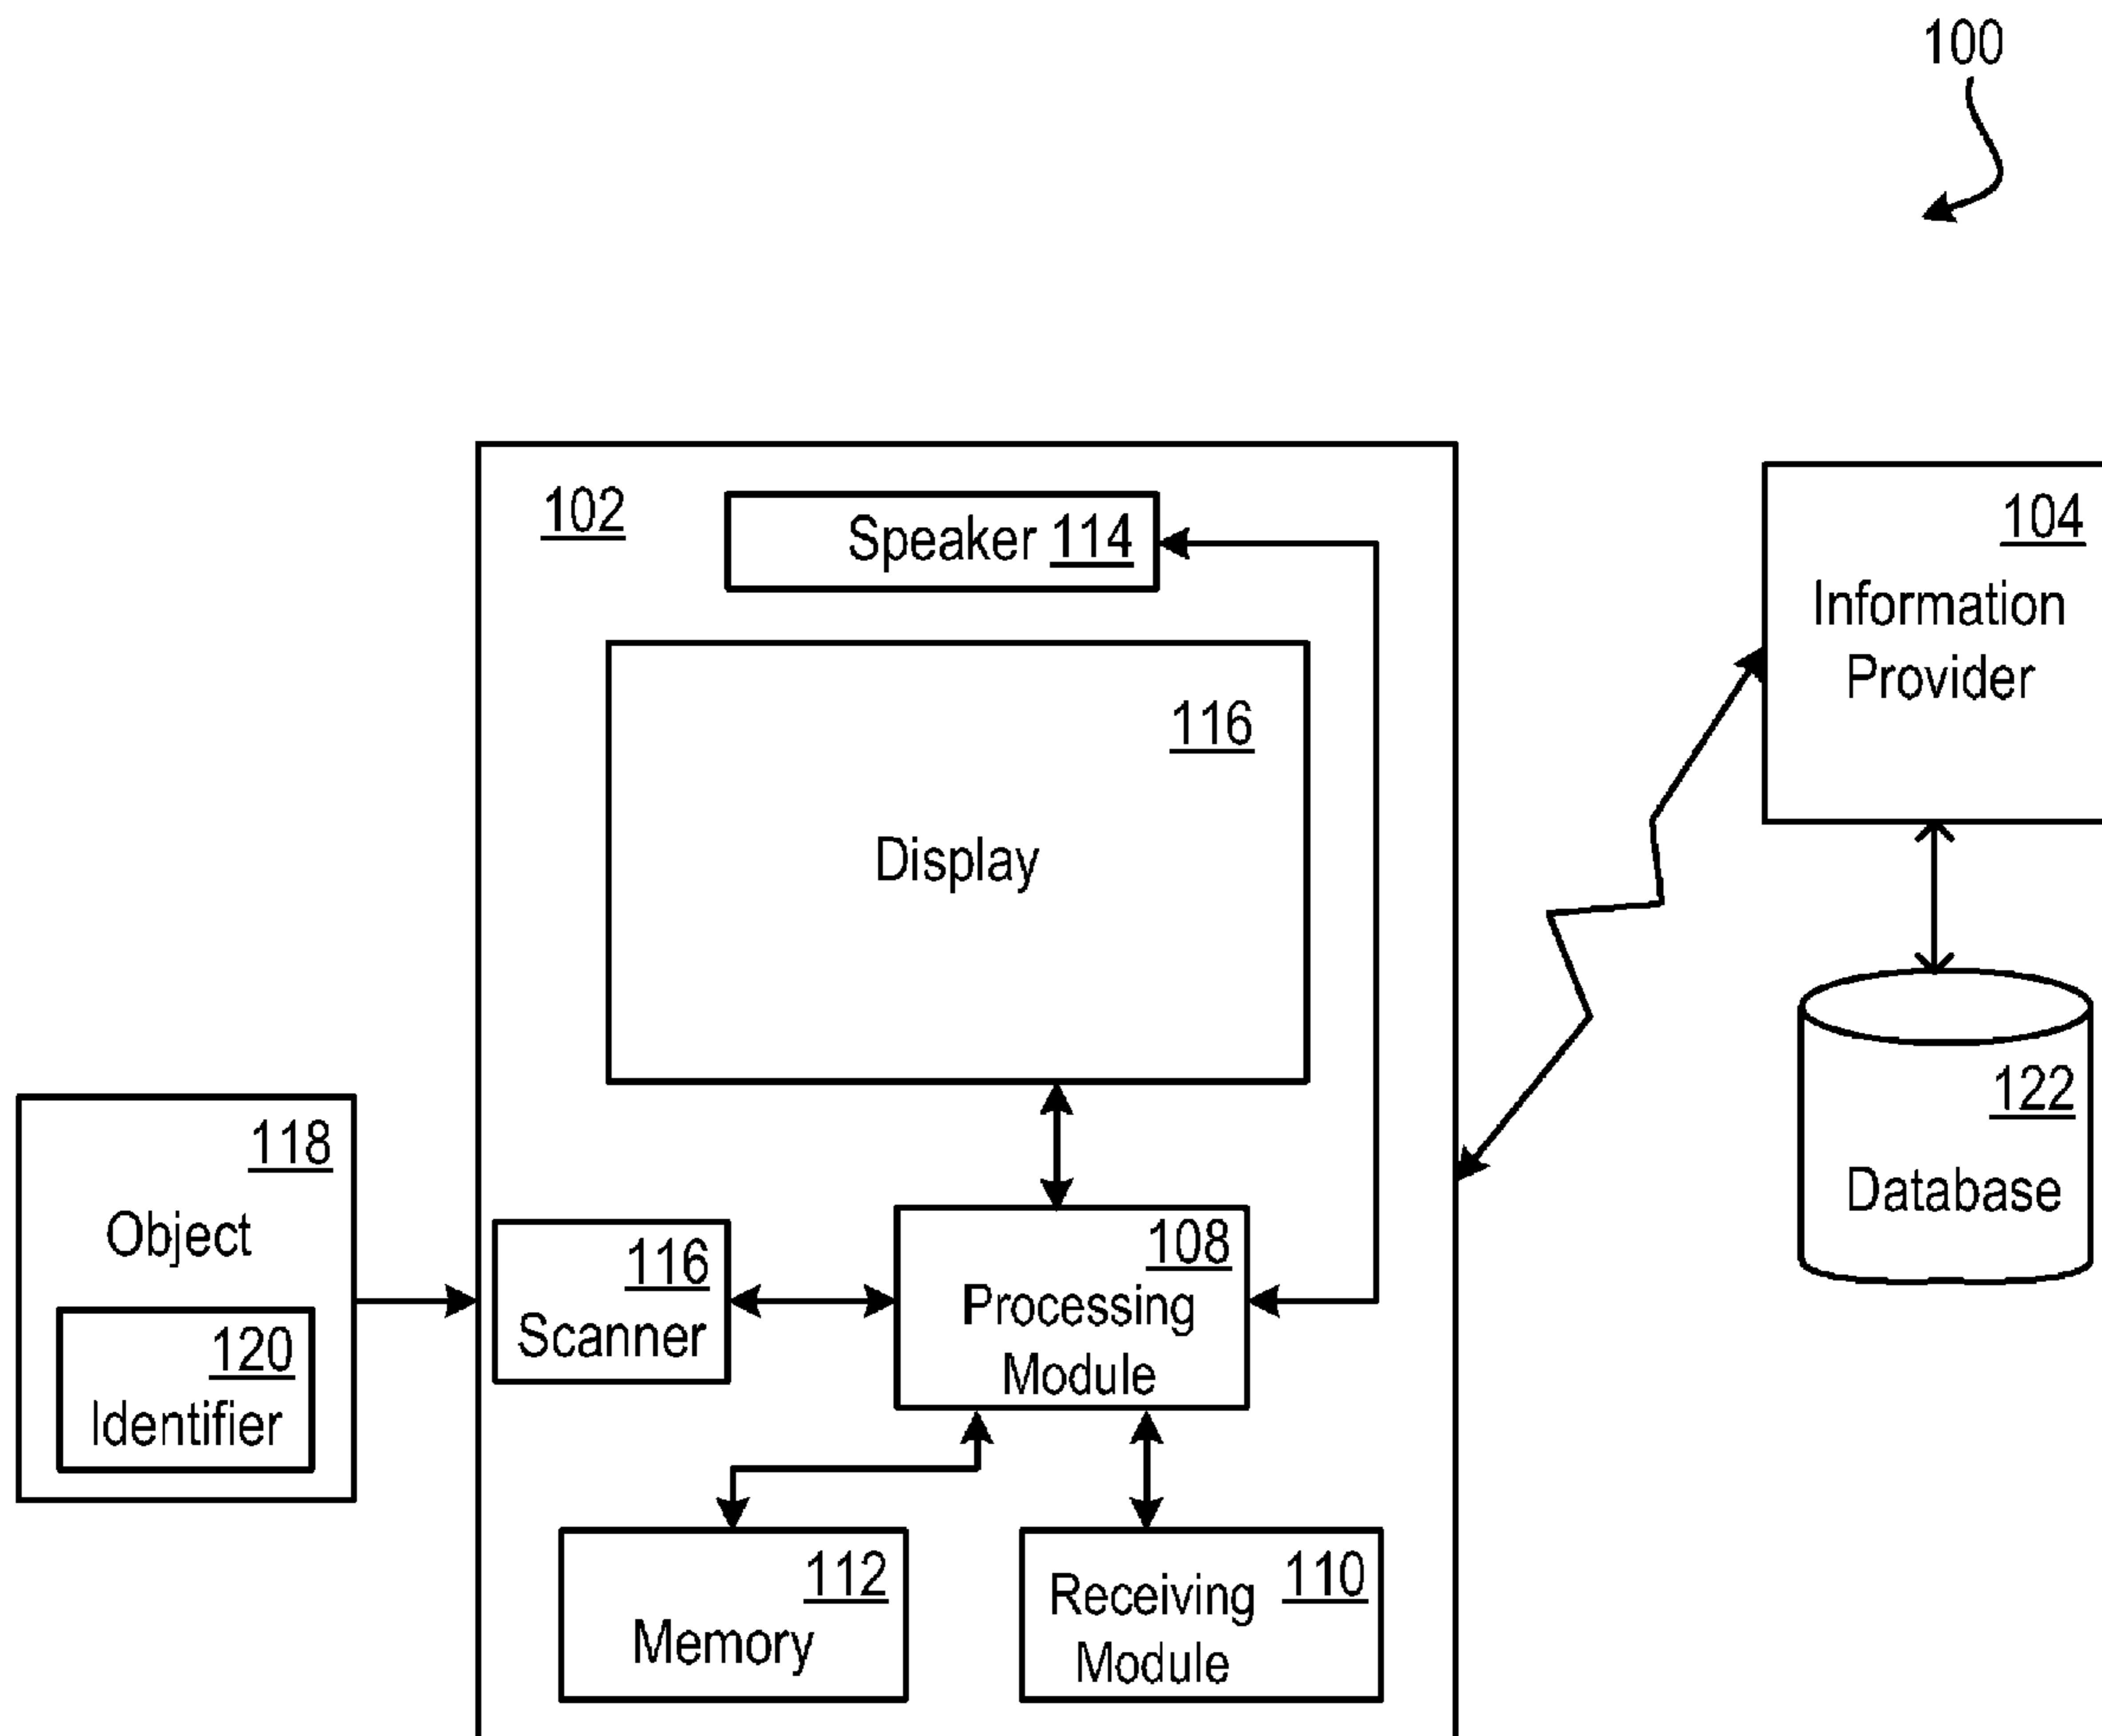 100
102
Speaker 114
104
Information
Provider
116
Display
122
Database
118
Object
120
Identifier
116
Scanner
108
Processing
Module
112
Memory
Receiving 110
Module